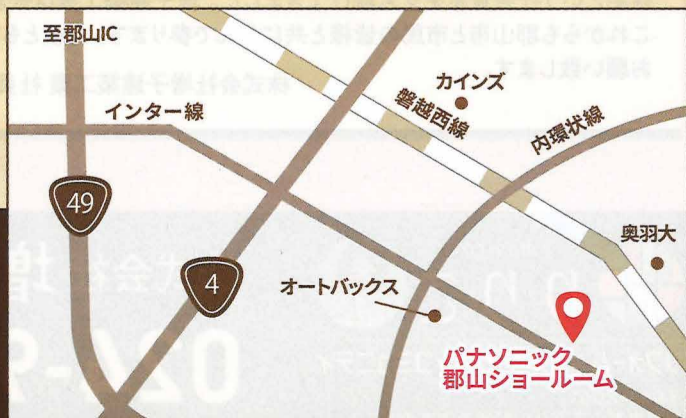 至郡山IC
カインズ
インター線
磐越西線
内環状線
49
奥羽大
4
オートバックス
パナソニック
郡山ショールーム